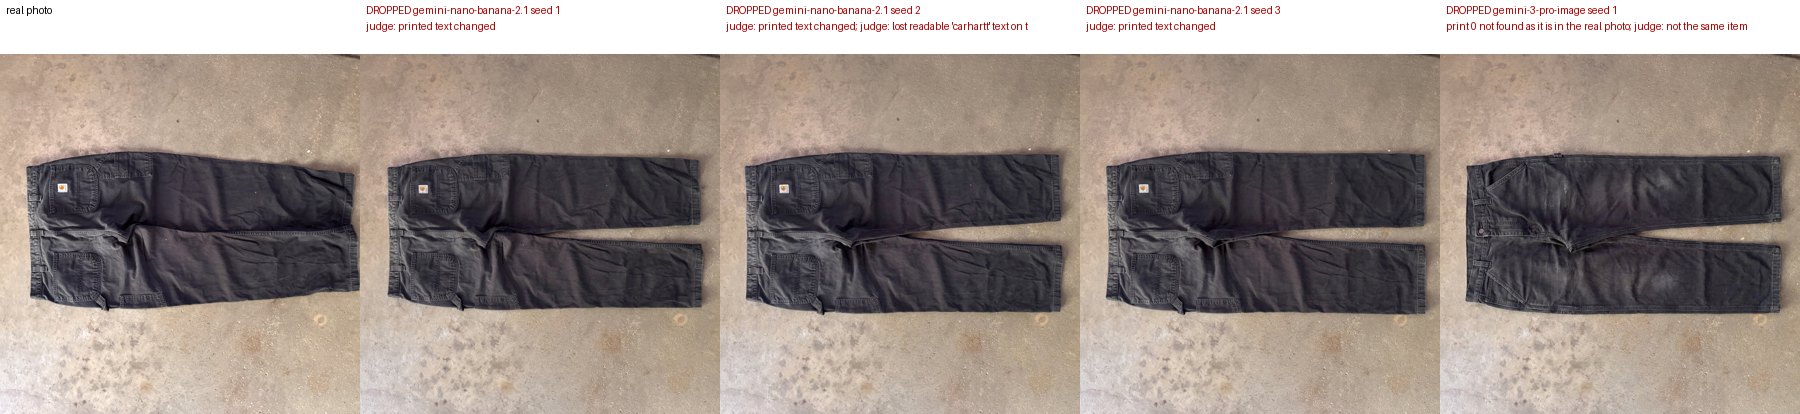 real photo
DROPPED gemini-nano-banana-2.1 seed 1
judge: printed text changed
DROPPED gemini-nano-banana-2.1 seed 2
judge: printed text changed; judge: lost readable 'carhartt' text on t
DROPPED gemini-nano-banana-2.1 seed 3
judge: printed text changed
DROPPED gemini-3-pro-image seed 1
print 0 not found as it is in the real photo; judge: not the same item